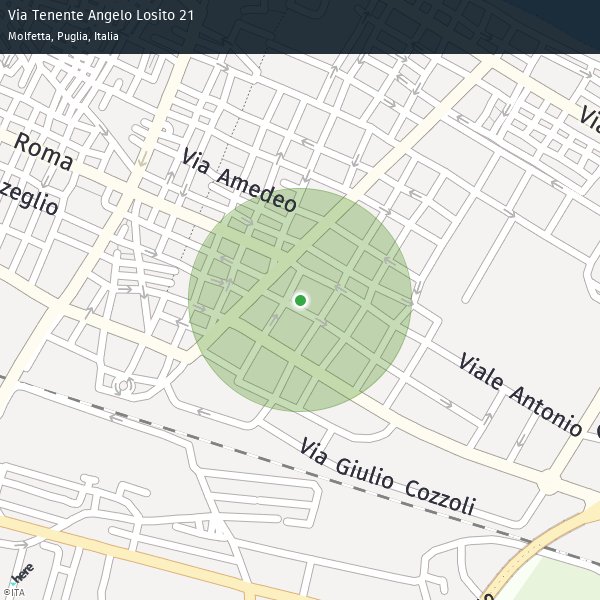 Via Tenente Angelo Losito 21
Molfetta, Puglia, Italia
Via
Roma
Via Amedeo
zeglio
Viale Antonio
Via Giulio Cozzoli
here
©ITA